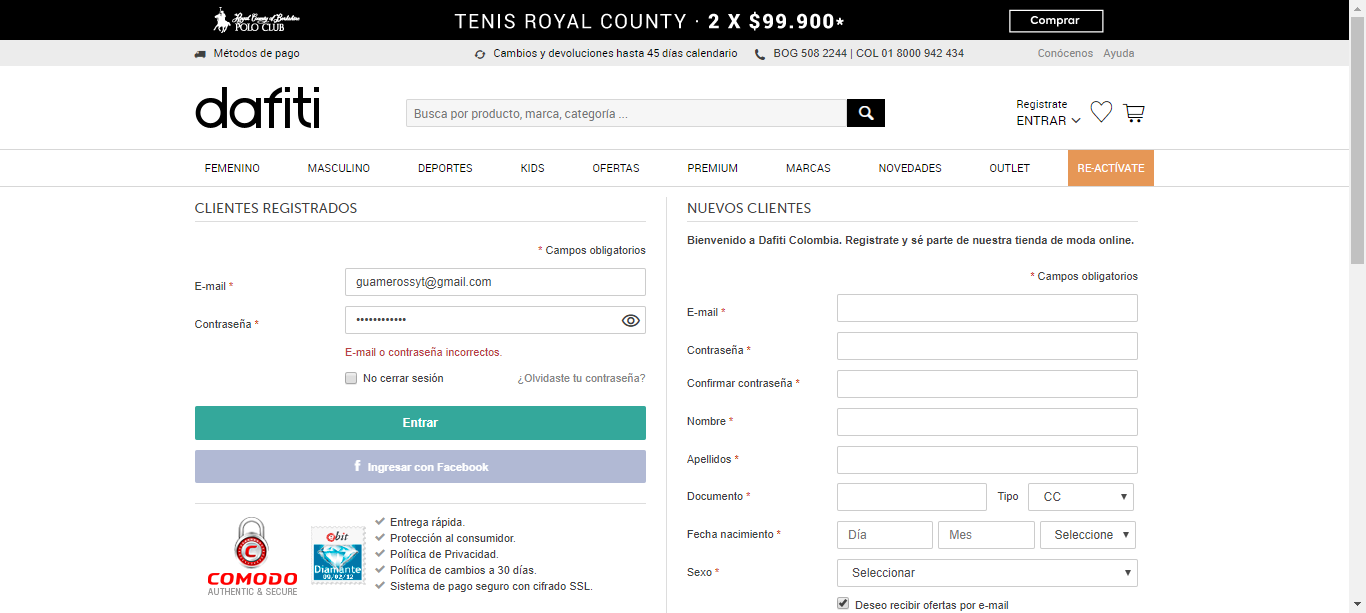 Royal County of Berkshire
POLO CLUB
TENIS ROYAL COUNTY · 2 X $99.900*
Comprar
Métodos de pago
Cambios y devoluciones hasta 45 días calendario
BOG 508 2244 | COL 01 8000 942 434
Conócenos Ayuda
dafiti
Busca por producto, marca, categoría ...
Registrate
ENTRAR
FEMENINO MASCULINO DEPORTES KIDS OFERTAS PREMIUM MARCAS NOVEDADES OUTLET RE-ACTÍVATE
CLIENTES REGISTRADOS
* Campos obligatorios
E-mail * guamerossyt@gmail.com
Contraseña * ••••••••••••
E-mail o contraseña incorrectos.
No cerrar sesión ¿Olvidaste tu contraseña?
Entrar
f Ingresar con Facebook
COMODO
AUTHENTIC & SECURE
ebit
Diamante
09/02/12
Entrega rápida.
Protección al consumidor.
Política de Privacidad.
Política de cambios a 30 días.
Sistema de pago seguro con cifrado SSL.
NUEVOS CLIENTES
Bienvenido a Dafiti Colombia. Registrate y sé parte de nuestra tienda de moda online.
* Campos obligatorios
E-mail *
Contraseña *
Confirmar contraseña *
Nombre *
Apellidos *
Documento * Tipo CC
Fecha nacimiento * Día Mes Seleccione
Sexo * Seleccionar
Deseo recibir ofertas por e-mail